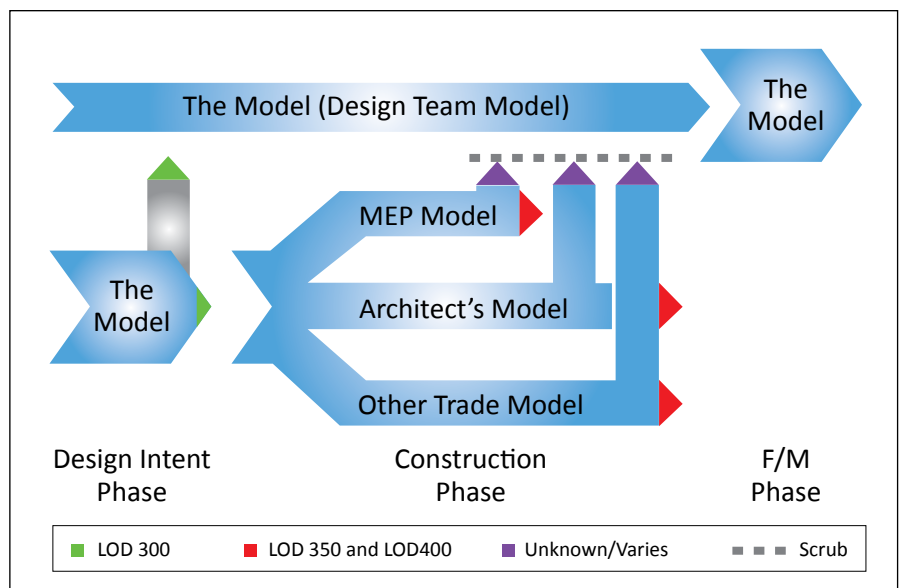 The Model (Design Team Model)
The
Model
MEP Model
The
Model
Architect's Model
Other Trade Model
Design Intent
Phase
Construction
Phase
F/M
Phase
LOD 300
LOD 350 and LOD400
Unknown/Varies
Scrub